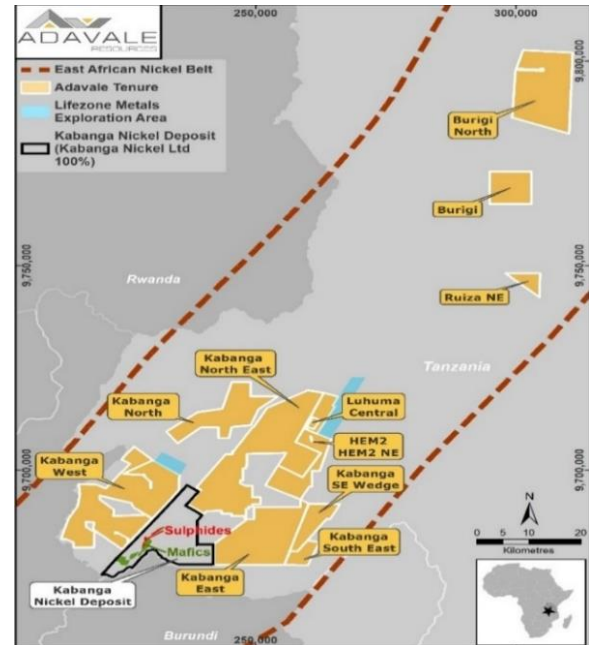 ADAVALE
RESOURCES
East African Nickel Belt
Adavale Tenure
Lifezone Metals
Exploration Area
Kabanga Nickel Deposit
(Kabanga Nickel Ltd
100%)
250,000
300,000
9,800,000
9,800,000
Burigi
North
Burigi
9,750,000
9,750,000
Rwanda
Ruiza NE
Tanzania
Kabanga
North East
Kabanga
North
Luhuma
Central
HEM2
HEM2 NE
Kabanga
West
9,700,000
9,700,000
Kabanga
SE Wedge
Sulphides
Mafics
Kabanga
South East
Kabanga
Nickel Deposit
Kabanga
East
N
0 10 20
Kilometres
Burundi
250,000